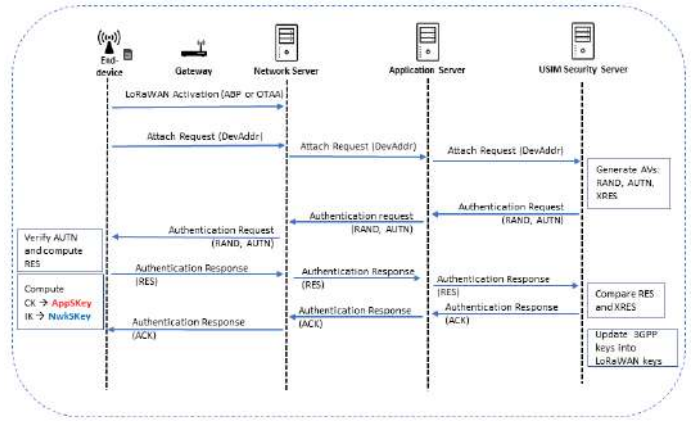 End-
device
Gateway
Network Server
Application Server
USIM Security Server
LoRaWAN Activation (ABP or OTAA)
Attach Request (DevAddr)
Attach Request (DevAddr)
Attach Request (DevAddr)
Generate AVs:
RAND, AUTN,
XRES
Authentication Request
(RAND, AUTN)
Authentication request
(RAND, AUTN)
Authentication Request
(RAND, AUTN)
Verify AUTN
and compute
RES
Authentication Response
(RES)
Authentication Response
(RES)
Authentication Response
(RES)
Compute
CK → AppSKey
IK → NwkSKey
Compare RES
and XRES
Authentication Response
(ACK)
Authentication Response
(ACK)
Authentication Response
(ACK)
Update 3GPP
keys into
LoRaWAN keys